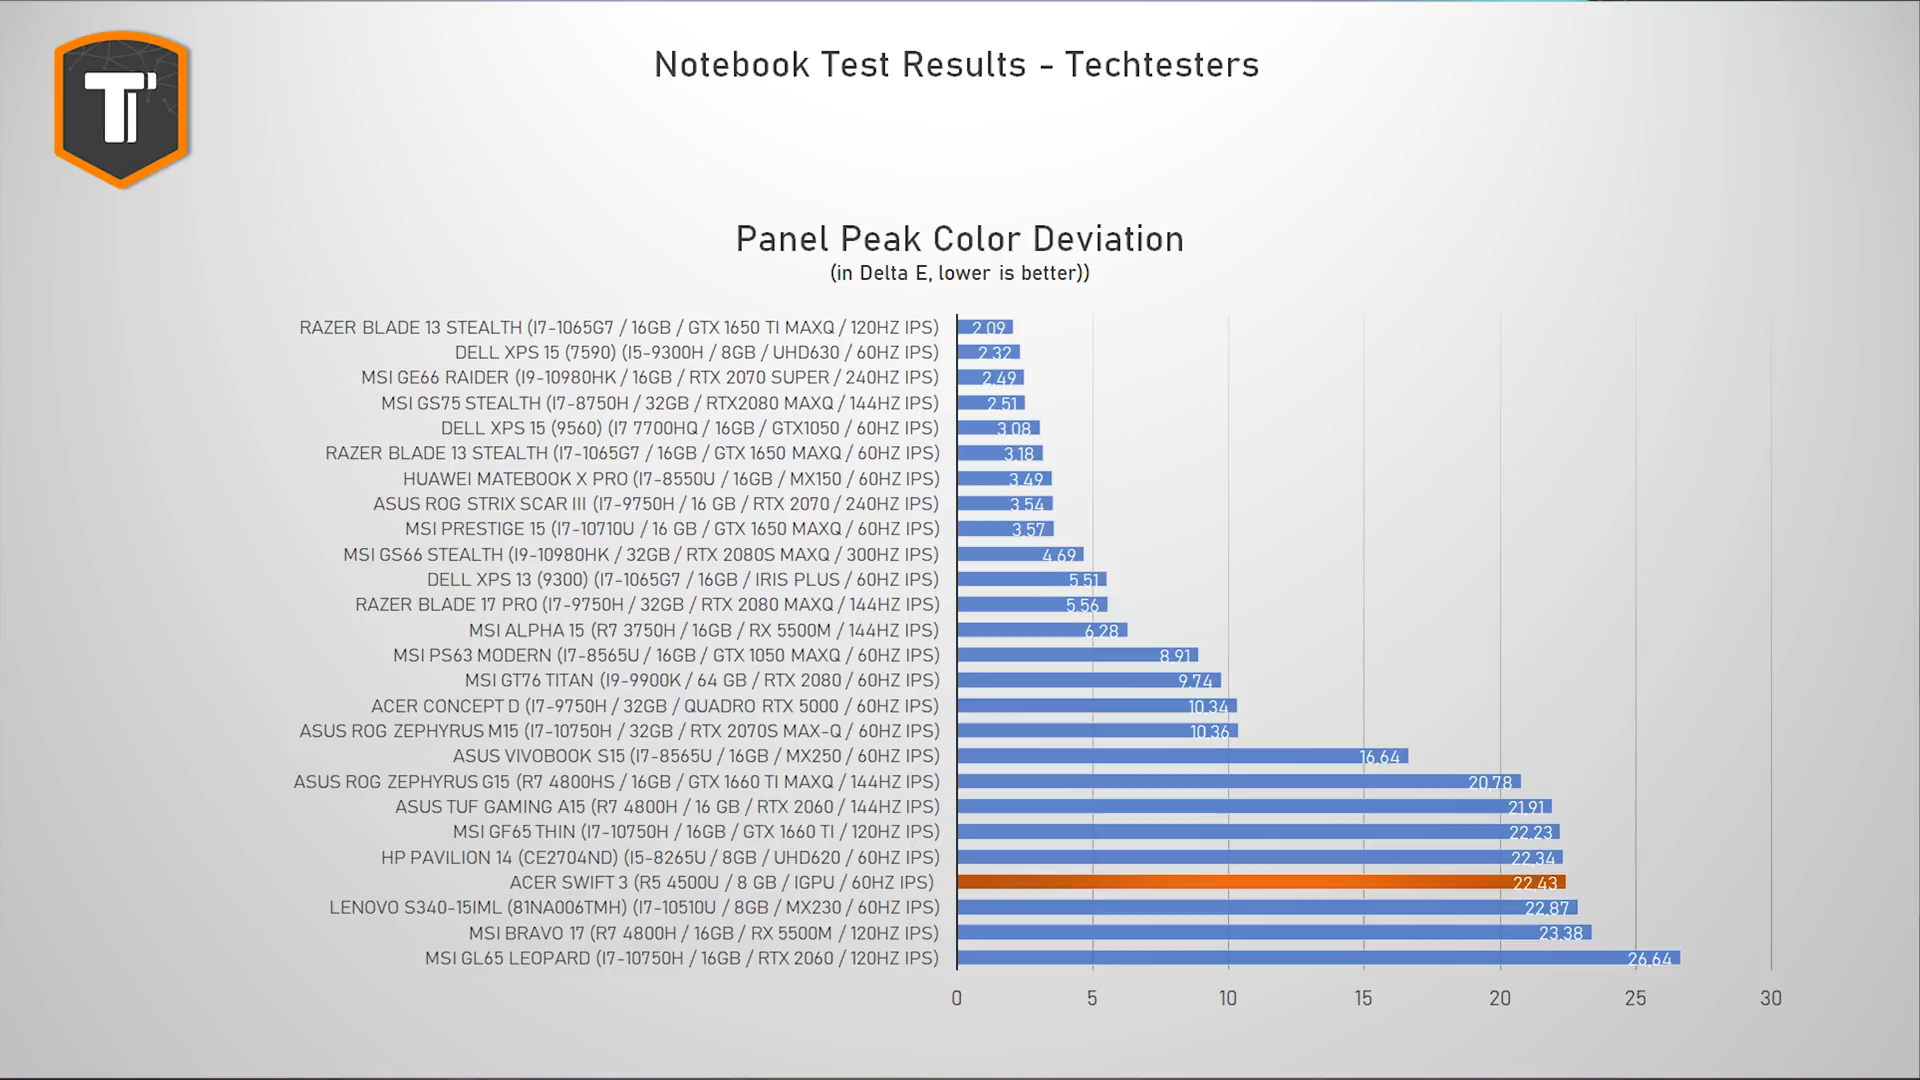 T
Notebook Test Results - Techtesters
Panel Peak Color Deviation
(in Delta E, lower is better))
RAZER BLADE 13 STEALTH (I7-1065G7 / 16GB / GTX 1650 TI MAXQ / 120HZ IPS) 2.09
DELL XPS 15 (7590) (I5-9300H / 8GB / UHD630 / 60HZ IPS) 2.32
MSI GE66 RAIDER (I9-10980HK / 16GB / RTX 2070 SUPER / 240HZ IPS) 2.49
MSI GS75 STEALTH (I7-8750H / 32GB / RTX2080 MAXQ / 144HZ IPS) 2.51
DELL XPS 15 (9560) (I7 7700HQ / 16GB / GTX1050 / 60HZ IPS) 3.08
RAZER BLADE 13 STEALTH (I7-1065G7 / 16GB / GTX 1650 MAXQ / 60HZ IPS) 3.18
HUAWEI MATEBOOK X PRO (I7-8550U / 16GB / MX150 / 60HZ IPS) 3.49
ASUS ROG STRIX SCAR III (I7-9750H / 16 GB / RTX 2070 / 240HZ IPS) 3.54
MSI PRESTIGE 15 (I7-10710U / 16 GB / GTX 1650 MAXQ / 60HZ IPS) 3.57
MSI GS66 STEALTH (I9-10980HK / 32GB / RTX 2080S MAXQ / 300HZ IPS) 4.69
DELL XPS 13 (9300) (I7-1065G7 / 16GB / IRIS PLUS / 60HZ IPS) 5.51
RAZER BLADE 17 PRO (I7-9750H / 32GB / RTX 2080 MAXQ / 144HZ IPS) 5.56
MSI ALPHA 15 (R7 3750H / 16GB / RX 5500M / 144HZ IPS) 6.28
MSI PS63 MODERN (I7-8565U / 16GB / GTX 1050 MAXQ / 60HZ IPS) 8.91
MSI GT76 TITAN (I9-9900K / 64 GB / RTX 2080 / 60HZ IPS) 9.74
ACER CONCEPT D (I7-9750H / 32GB / QUADRO RTX 5000 / 60HZ IPS) 10.34
ASUS ROG ZEPHYRUS M15 (I7-10750H / 32GB / RTX 2070S MAX-Q / 60HZ IPS) 10.36
ASUS VIVOBOOK S15 (I7-8565U / 16GB / MX250 / 60HZ IPS) 16.64
ASUS ROG ZEPHYRUS G15 (R7 4800HS / 16GB / GTX 1660 TI MAXQ / 144HZ IPS) 20.78
ASUS TUF GAMING A15 (R7 4800H / 16 GB / RTX 2060 / 144HZ IPS) 21.91
MSI GF65 THIN (I7-10750H / 16GB / GTX 1660 TI / 120HZ IPS) 22.23
HP PAVILION 14 (CE2704ND) (I5-8265U / 8GB / UHD620 / 60HZ IPS) 22.34
ACER SWIFT 3 (R5 4500U / 8 GB / IGPU / 60HZ IPS) 22.43
LENOVO S340-15IML (81NA006TMH) (I7-10510U / 8GB / MX230 / 60HZ IPS) 22.87
MSI BRAVO 17 (R7 4800H / 16GB / RX 5500M / 120HZ IPS) 23.38
MSI GL65 LEOPARD (I7-10750H / 16GB / RTX 2060 / 120HZ IPS) 26.64
0 5 10 15 20 25 30